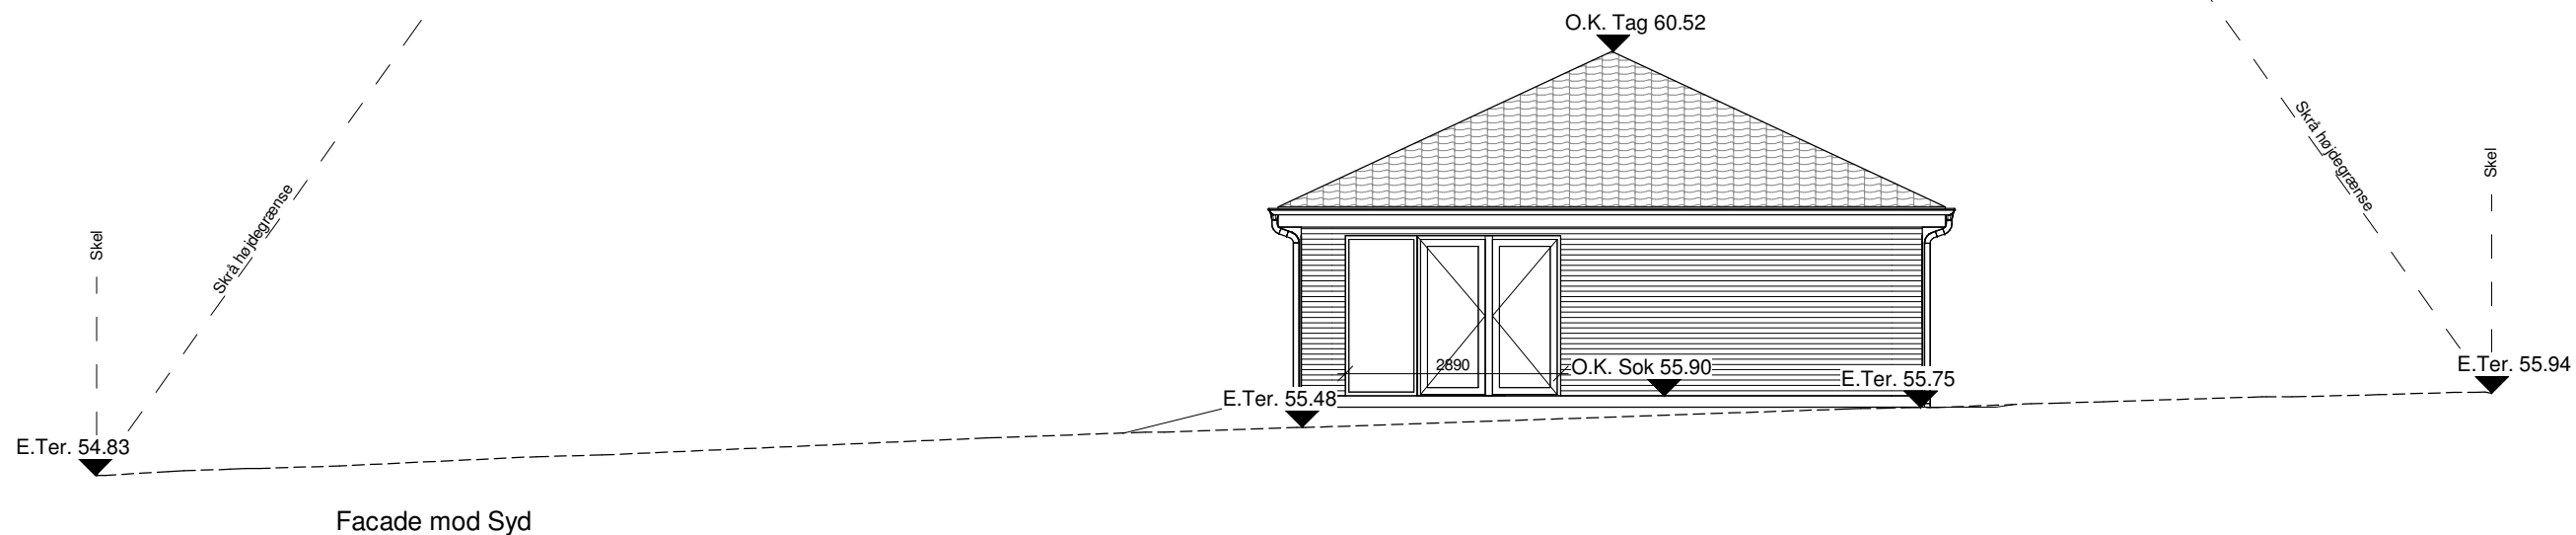 O.K. Tag 60.52
Skrå højdegrænse
Skel
Skrå højdegrænse
Skel
2890
O.K. Sok 55.90
E.Ter. 55.94
E.Ter. 55.75
E.Ter. 55.48
E.Ter. 54.83
Facade mod Syd